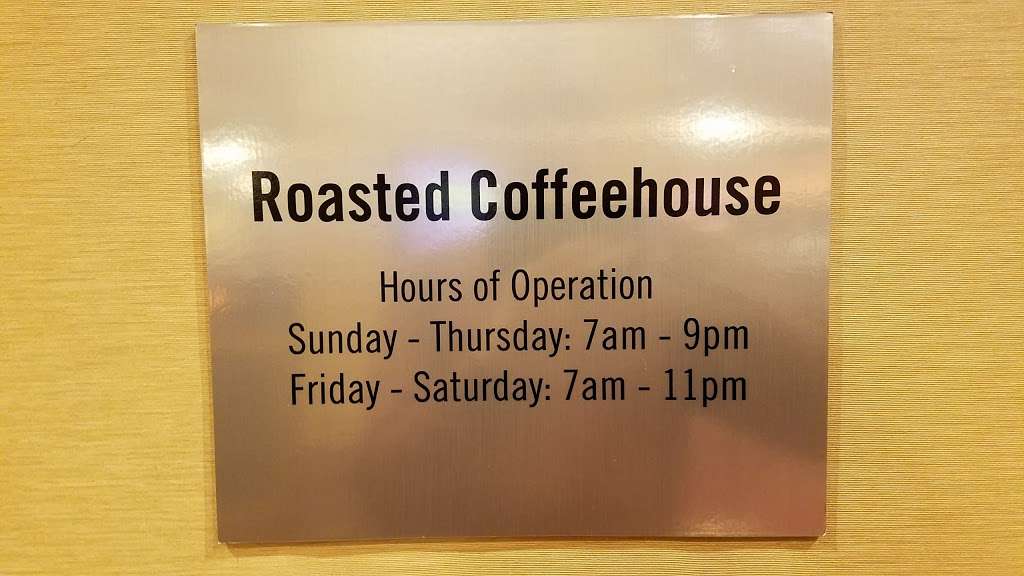 Roasted Coffeehouse
Hours of Operation
Sunday - Thursday: 7am - 9pm
Friday - Saturday: 7am - 11pm